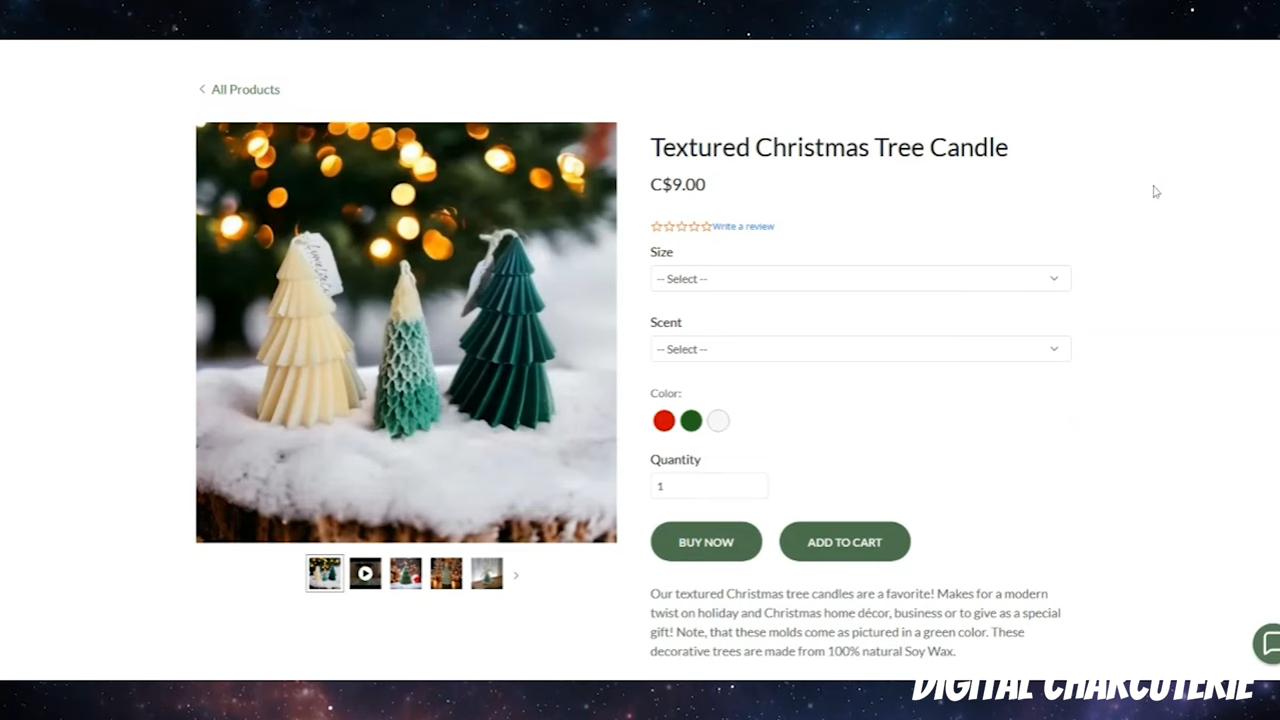 All Products
Textured Christmas Tree Candle
C$9.00
Write a review
Size
-- Select --
Scent
-- Select --
Color:
Quantity
1
BUY NOW
ADD TO CART
Our textured Christmas tree candles are a favorite! Makes for a modern
twist on holiday and Christmas home décor, business or to give as a special
gift! Note, that these molds come as pictured in a green color. These
decorative trees are made from 100% natural Soy Wax.
DIGITAL CHARCUTERIE